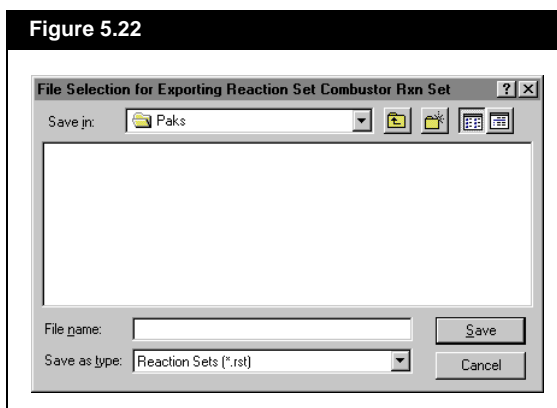 Figure 5.22
File Selection for Exporting Reaction Set Combustor Rxn Set
Save in: Paks
File name: Save
Save as type: Reaction Sets (*.rst) Cancel